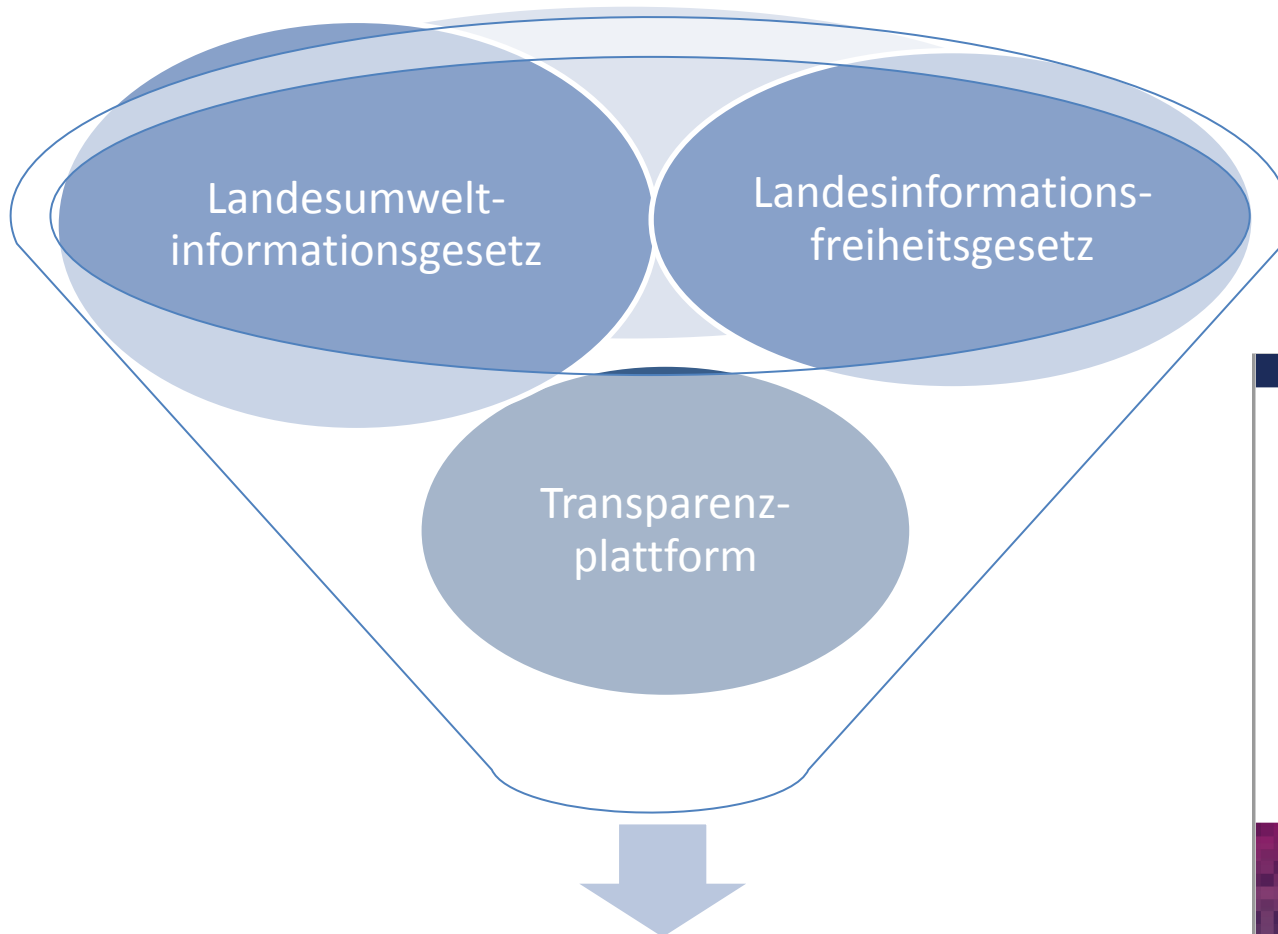 Landesumwelt-
informationsgesetz
Landesinformations-
freiheitsgesetz
Transparenz-
plattform